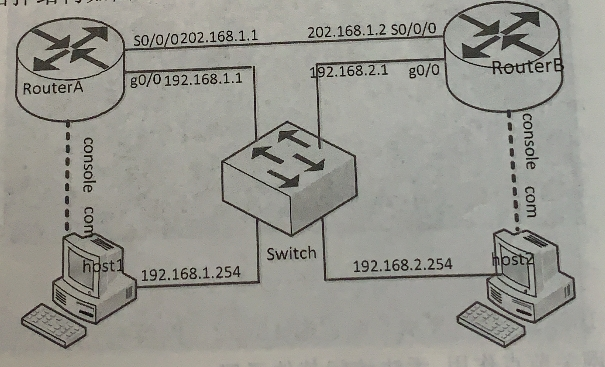 S0/0/0 202.168.1.1
202.168.1.2 S0/0/0
RouterA
g0/0 192.168.1.1
192.168.2.1 g0/0
RouterB
console com
console com
Switch
host1
192.168.1.254
192.168.2.254
host2